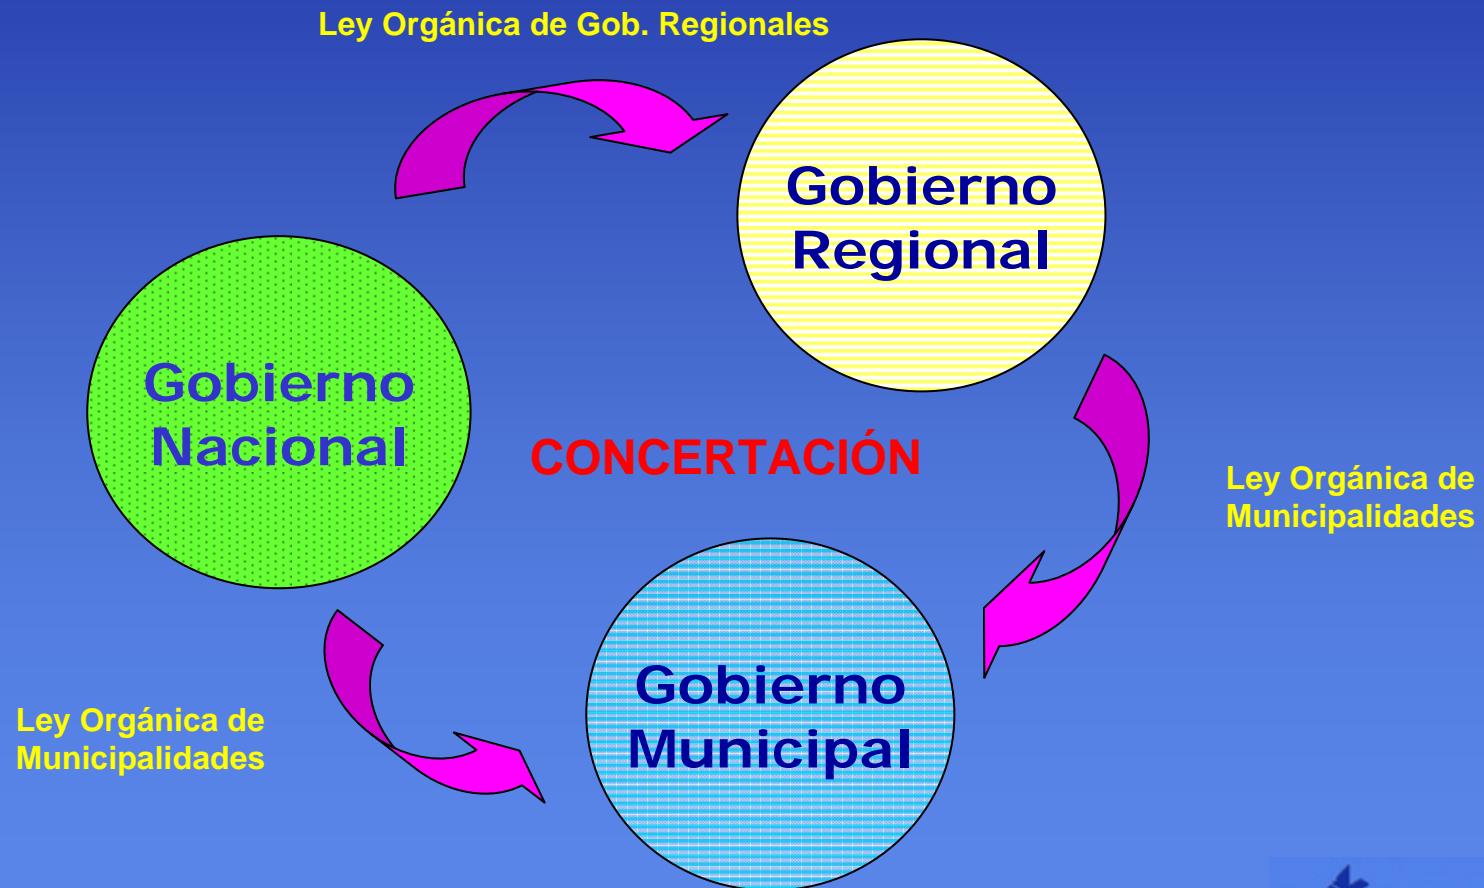 Ley Orgánica de Gob. Regionales
Gobierno
Regional
Gobierno
Nacional
CONCERTACIÓN
Ley Orgánica de
Municipalidades
Gobierno
Municipal
Ley Orgánica de
Municipalidades